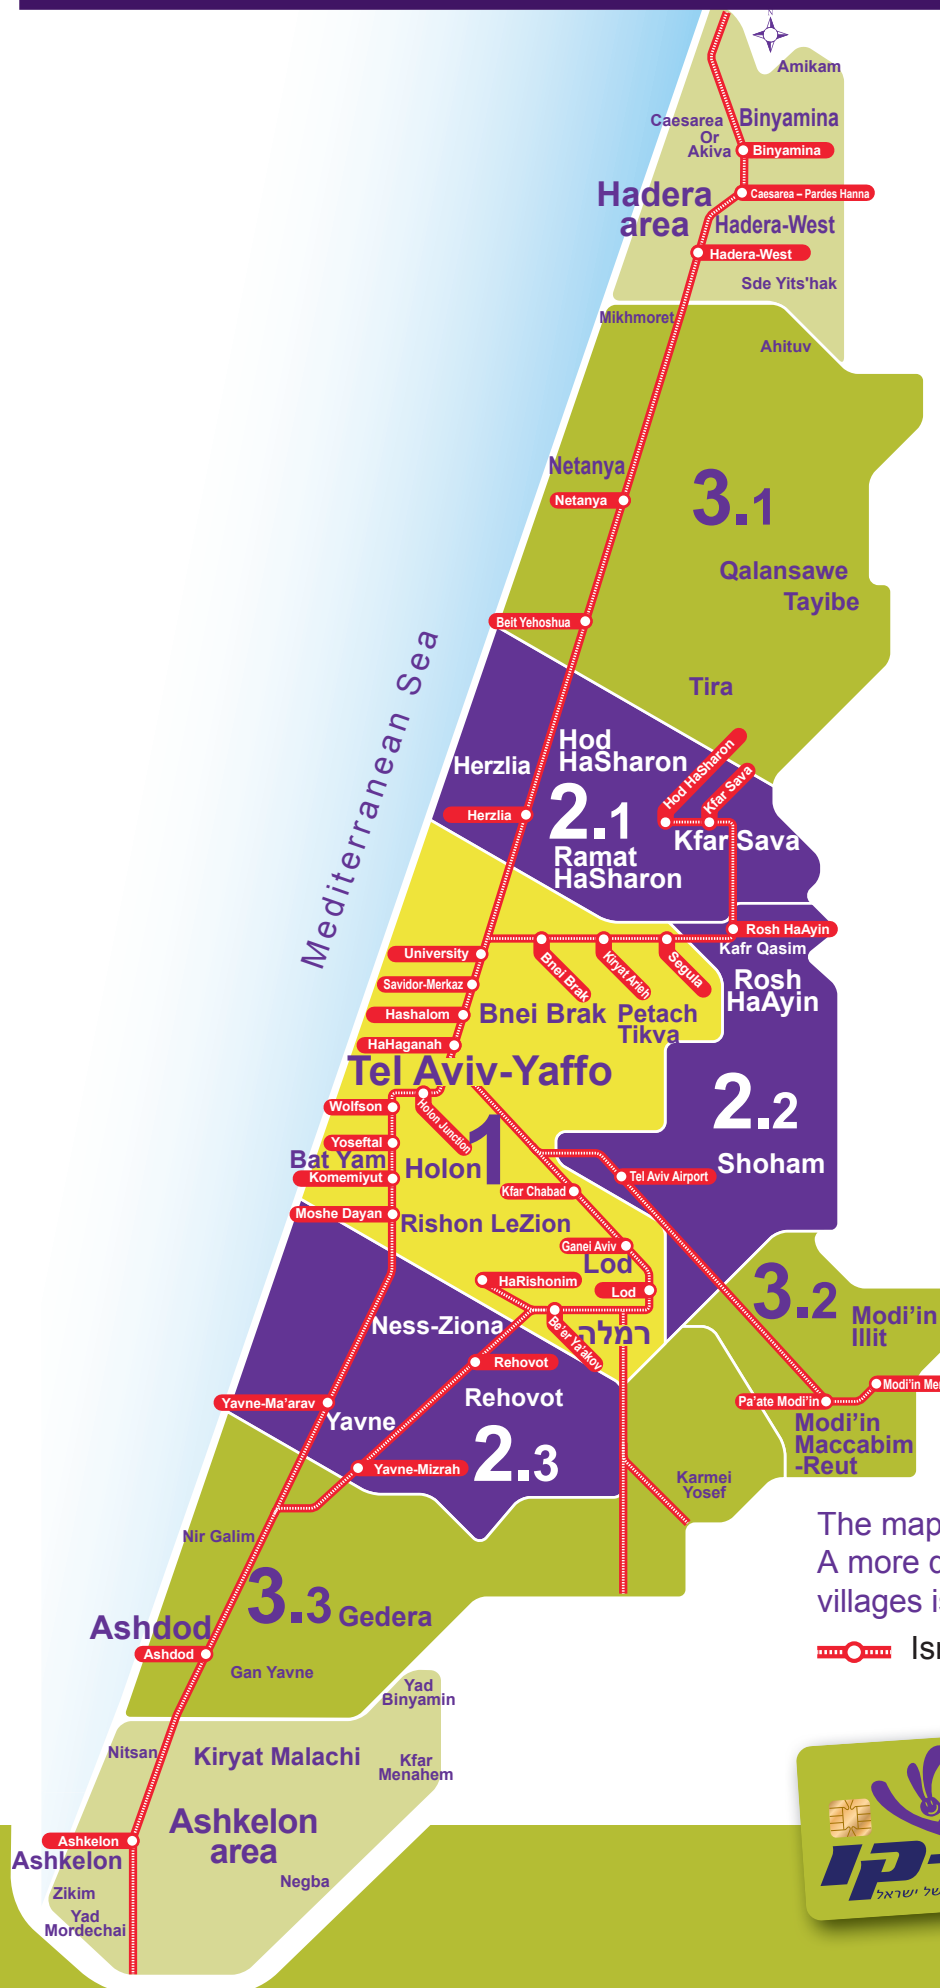 N
Amikam
Caesarea
Or
Akiva
Binyamina
Binyamina
Caesarea – Pardes Hanna
Hadera
area
Hadera-West
Hadera-West
Sde Yits'hak
Mikhmoret
Ahituv
Netanya
Netanya
3.1
Qalansawe
Tayibe
Beit Yehoshua
Mediterranean Sea
Tira
Hod
HaSharon
Herzlia
Hod HaSharon
Kfar Sava
2.1
Herzlia
Kfar Sava
Ramat
HaSharon
Rosh HaAyin
Kafr Qasim
University
Bnei Brak
Kiryat Arieh
Segula
Rosh
HaAyin
Savidor-Merkaz
Hashalom
Bnei Brak
Petach
Tikva
HaHaganah
Tel Aviv-Yaffo
2.2
Wolfson
Holon Junction
1
Yoseftal
Bat Yam
Holon
Shoham
Komemiyut
Tel Aviv Airport
Kfar Chabad
Moshe Dayan
Rishon LeZion
Ganei Aviv
Lod
HaRishonim
Lod
3.2
Modi'in
Illit
Ness-Ziona
Be'er Ya'akov
רמלה
Rehovot
Modi'in Me
Rehovot
Pa'ate Modi'in
Yavne-Ma'arav
Yavne
Modi'in
Maccabim
-Reut
2.3
Yavne-Mizrah
Karmei
Yosef
Nir Galim
The map
A more
villages
3.3
Gedera
Ashdod
Ashdod
Gan Yavne
Yad
Binyamin
Nitsan
Kiryat Malachi
Kfar
Menahem
Ashkelon
area
Ashkelon
Ashkelon
Negba
Zikim
Yad
Mordechai
של ישראל